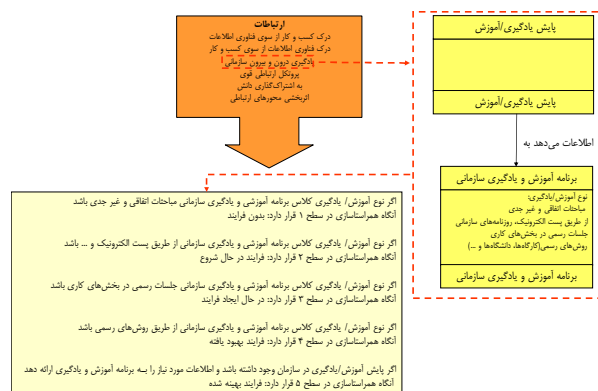 ارتباطات
درک کسب و کار از سوی فناوری اطلاعات
درک فناوری اطلاعات از سوی کسب و کار
یادگیری درون و بیرون سازمانی
پروتکل ارتباطی قوی
به اشتراک‌گذاری دانش
اثربخشی محورهای ارتباطی
پایش یادگیری/آموزش
پایش یادگیری/آموزش
اطلاعات می‌دهد به
برنامه آموزش و یادگیری سازمانی
نوع آموزش/یادگیری:
مباحثات اتفاقی و غیر جدی
از طریق پست الکترونیک، روزنامه‌های سازمانی
جلسات رسمی در بخش‌های کاری
روش‌های رسمی(کارگاه‌ها، دانشگاه‌ها و ...)
برنامه آموزش و یادگیری سازمانی
اگر نوع آموزش/ یادگیری کلاس برنامه آموزشی و یادگیری سازمانی مباحثات اتفاقی و غیر جدی باشد
آنگاه همراستاسازی در سطح ۱ قرار دارد: بدون فرایند
اگر نوع آموزش/ یادگیری کلاس برنامه آموزشی و یادگیری سازمانی از طریق پست الکترونیک و ... باشد
آنگاه همراستاسازی در سطح ۲ قرار دارد: فرایند در حال شروع
اگر نوع آموزش/ یادگیری کلاس برنامه آموزشی و یادگیری سازمانی جلسات رسمی در بخش‌های کاری باشد
آنگاه همراستاسازی در سطح ۳ قرار دارد: در حال ایجاد فرایند
اگر نوع آموزش/ یادگیری کلاس برنامه آموزشی و یادگیری سازمانی از طریق روش‌های رسمی باشد
آنگاه همراستاسازی در سطح ۴ قرار دارد: فرایند بهبود یافته
اگر پایش آموزش/یادگیری در سازمان وجود داشته باشد و اطلاعات مورد نیاز را به برنامه آموزش و یادگیری ارائه دهد
آنگاه همراستاسازی در سطح ۵ قرار دارد: فرایند بهینه شده